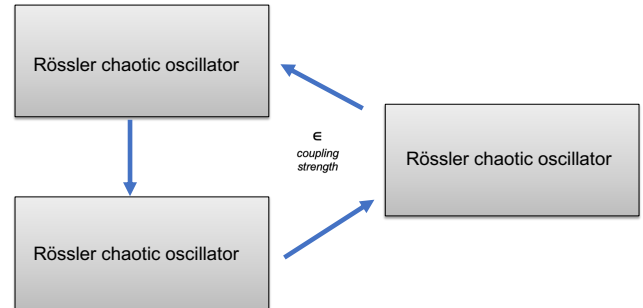 Rössler chaotic oscillator
∈
coupling
strength
Rössler chaotic oscillator
Rössler chaotic oscillator